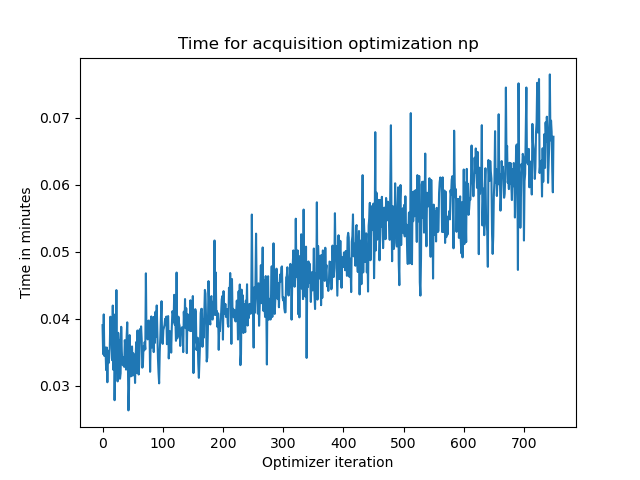 Time for acquisition optimization np
0.07
0.06
0.05
0.04
0.03
Time in minutes
0 100 200 300 400 500 600 700
Optimizer iteration